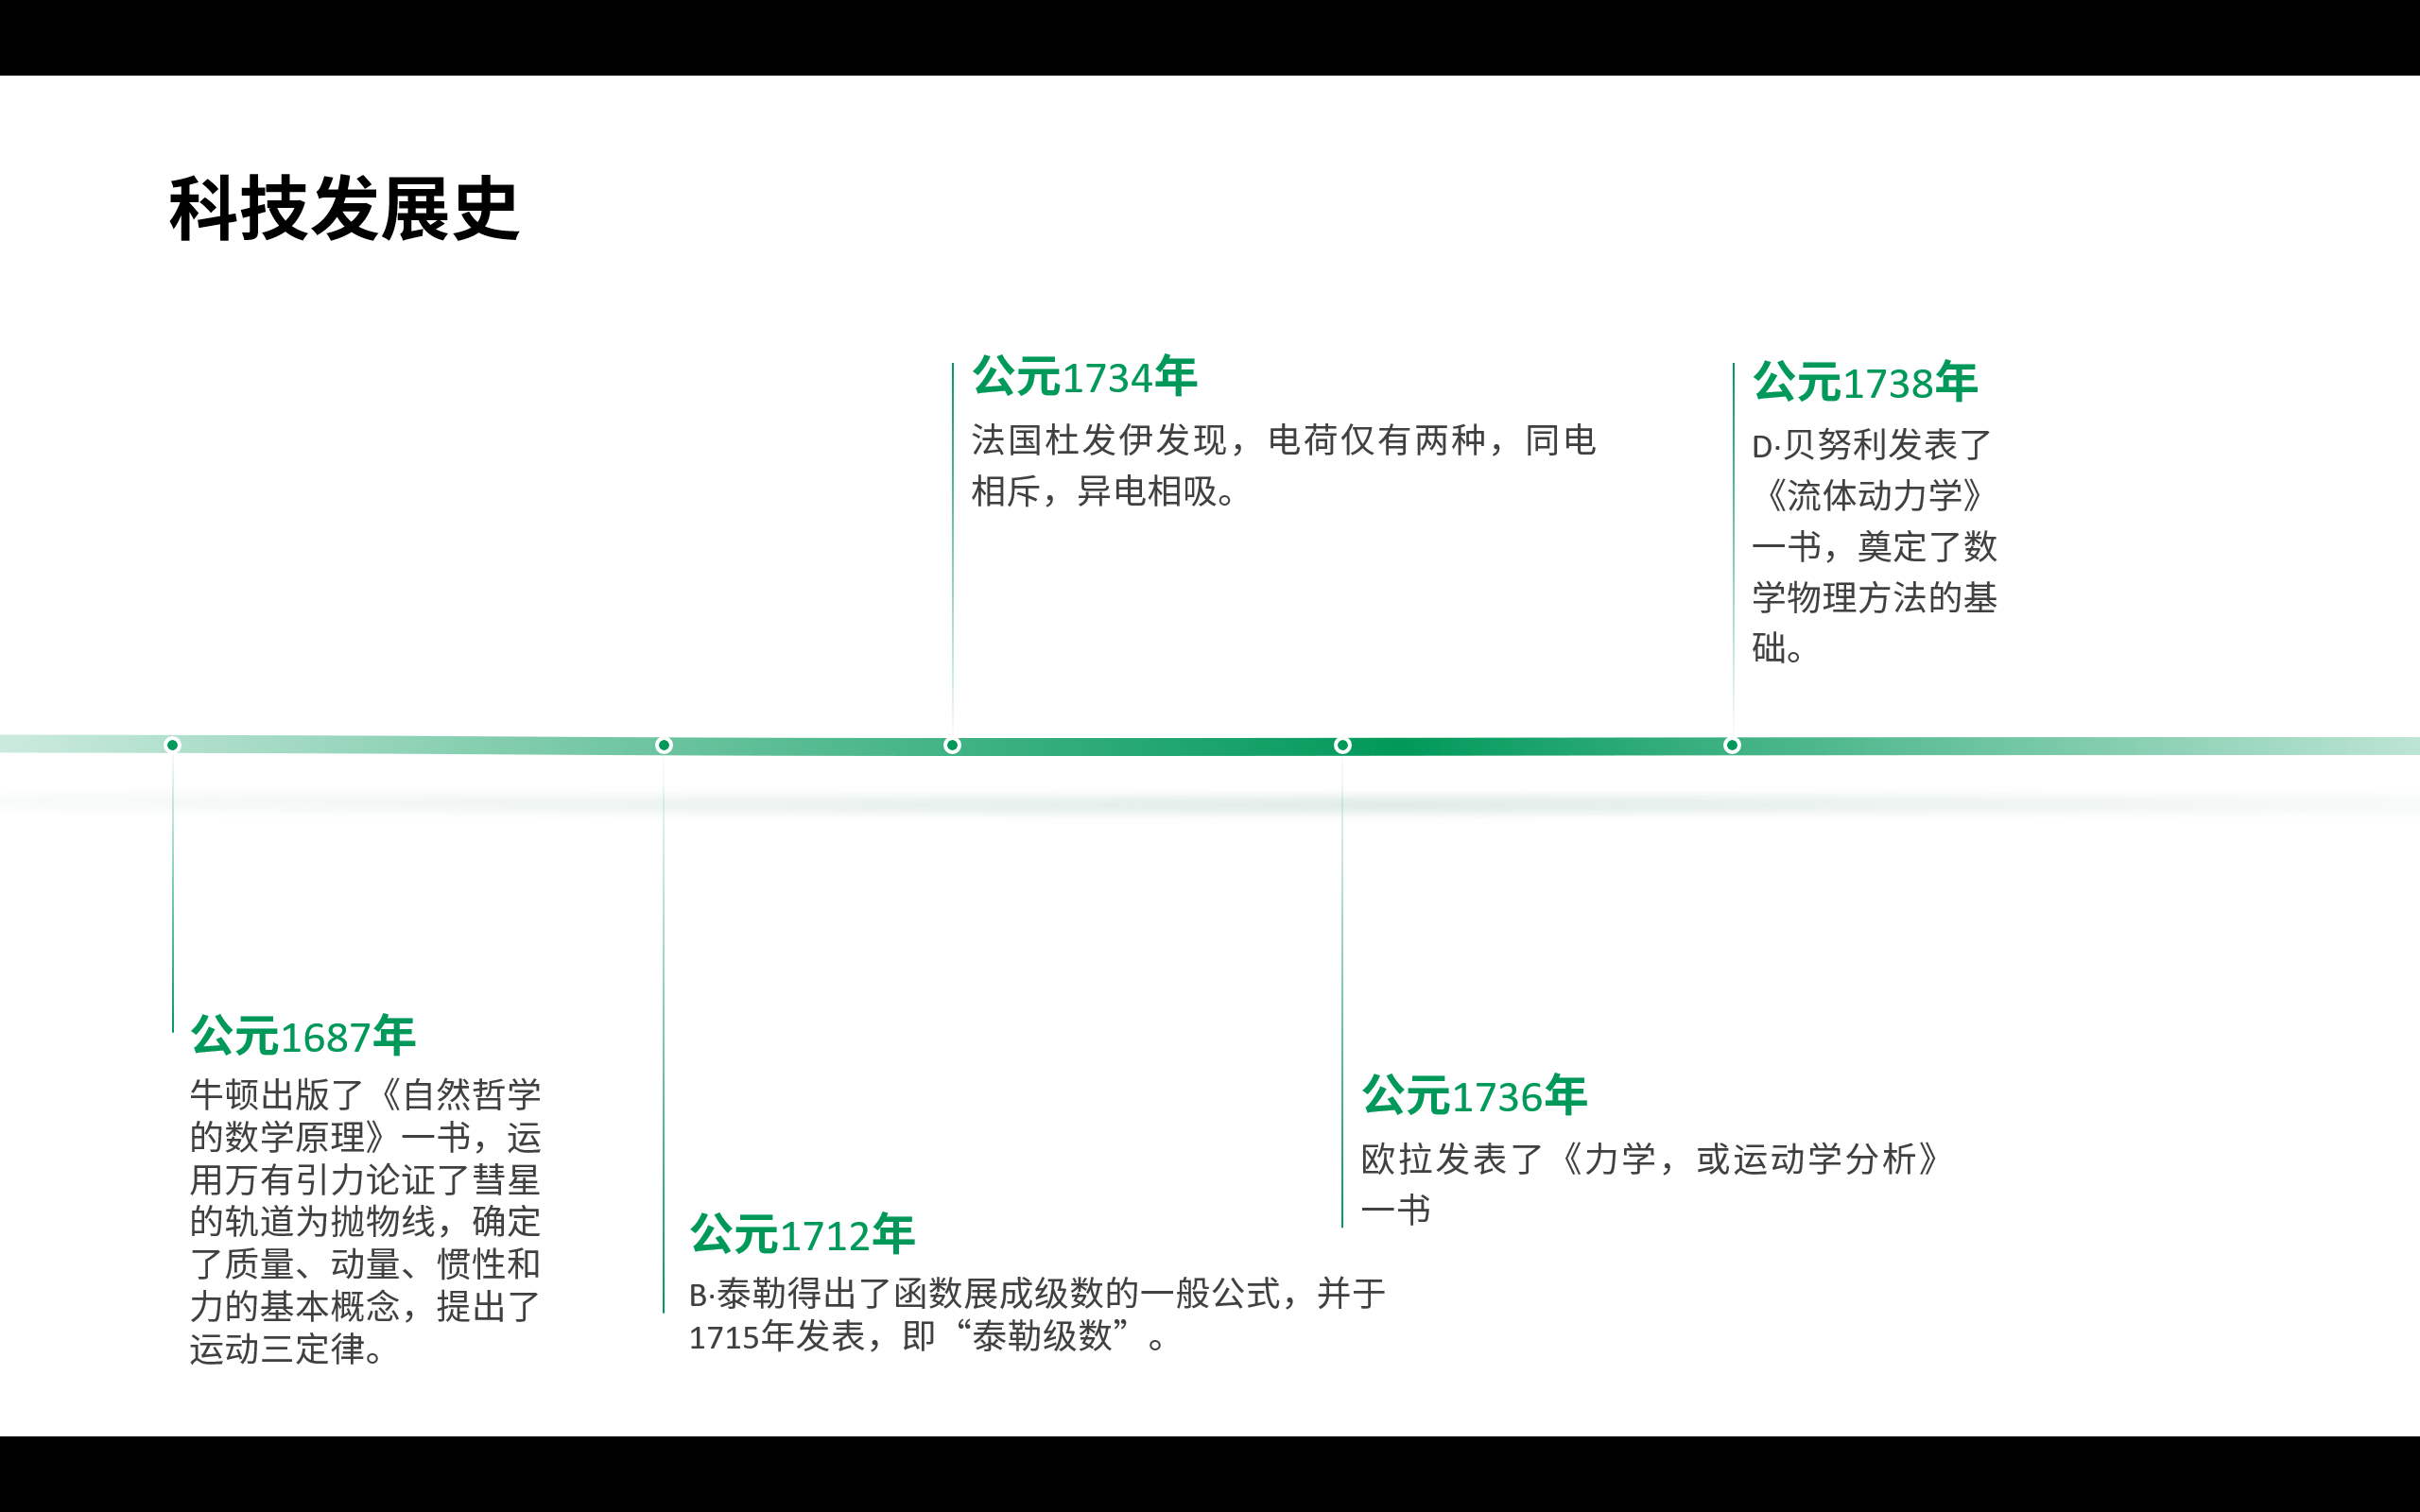 科技发展史
公元1734年
法国杜发伊发现，电荷仅有两种，同电
相斥，异电相吸。
公元1738年
D·贝努利发表了
《流体动力学》
一书，奠定了数
学物理方法的基
础。
公元1687年
牛顿出版了《自然哲学
的数学原理》一书，运
用万有引力论证了彗星
的轨道为抛物线，确定
了质量、动量、惯性和
力的基本概念，提出了
运动三定律。
公元1712年
B·泰勒得出了函数展成级数的一般公式，并于
1715年发表，即“泰勒级数”。
公元1736年
欧拉发表了《力学，或运动学分析》
一书